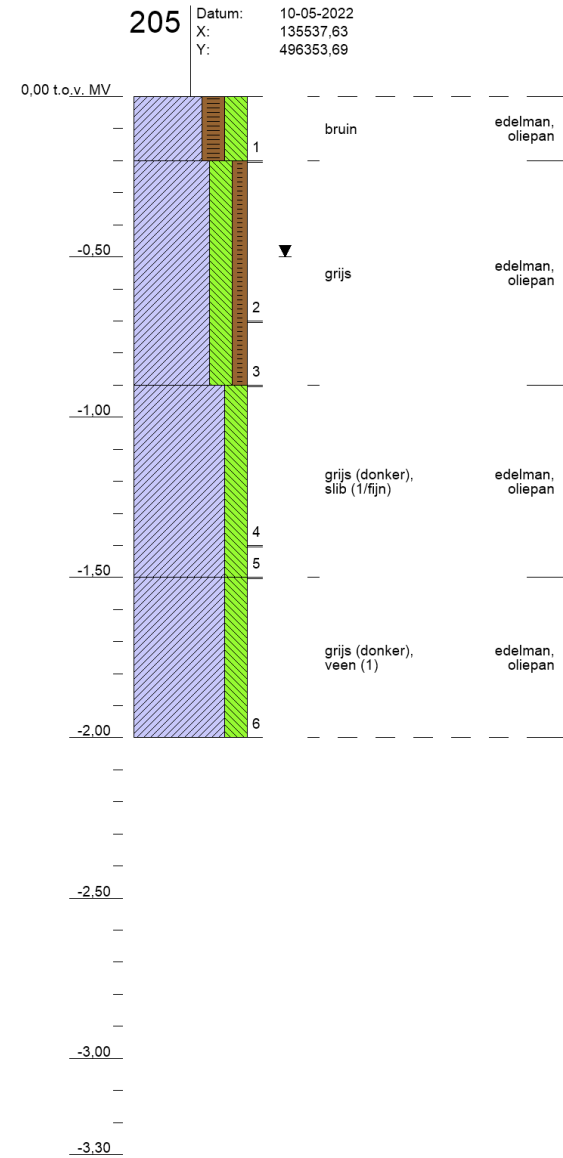 205
Datum: 10-05-2022
X: 135537,63
Y: 496353,69
0,00 t.o.v. MV
bruin
edelman,
oliepan
1
-0,50
grijs
edelman,
oliepan
2
3
-1,00
grijs (donker),
slib (1/fijn)
edelman,
oliepan
4
5
-1,50
grijs (donker),
veen (1)
edelman,
oliepan
6
-2,00
-2,50
-3,00
-3,30